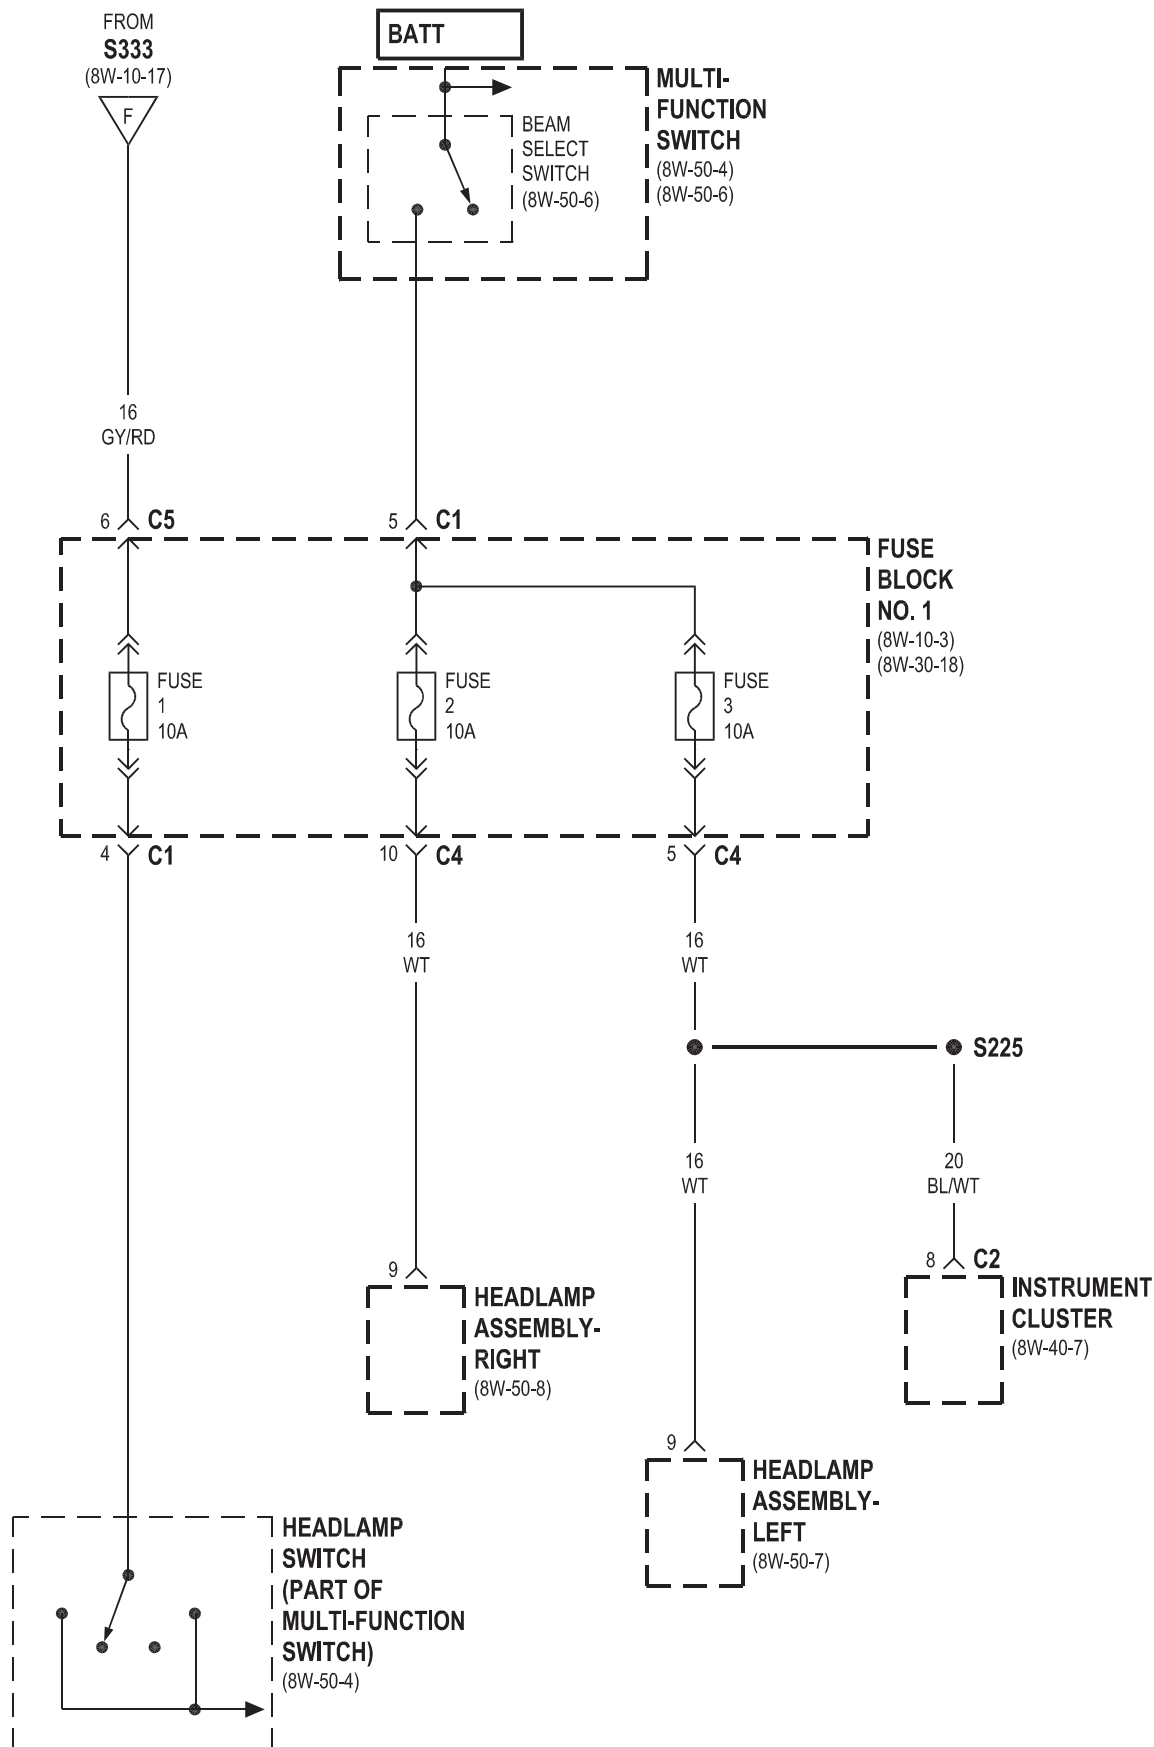 FROM
S333
(8W-10-17)
F
BATT
MULTI-
FUNCTION
SWITCH
(8W-50-4)
(8W-50-6)
BEAM
SELECT
SWITCH
(8W-50-6)
16
GY/RD
6
C5
5
C1
FUSE
BLOCK
NO. 1
(8W-10-3)
(8W-30-18)
FUSE
1
10A
FUSE
2
10A
FUSE
3
10A
4
C1
10
C4
5
C4
16
WT
16
WT
S225
16
WT
20
BL/WT
9
HEADLAMP
ASSEMBLY-
RIGHT
(8W-50-8)
8
C2
INSTRUMENT
CLUSTER
(8W-40-7)
9
HEADLAMP
ASSEMBLY-
LEFT
(8W-50-7)
HEADLAMP
SWITCH
(PART OF
MULTI-FUNCTION
SWITCH)
(8W-50-4)